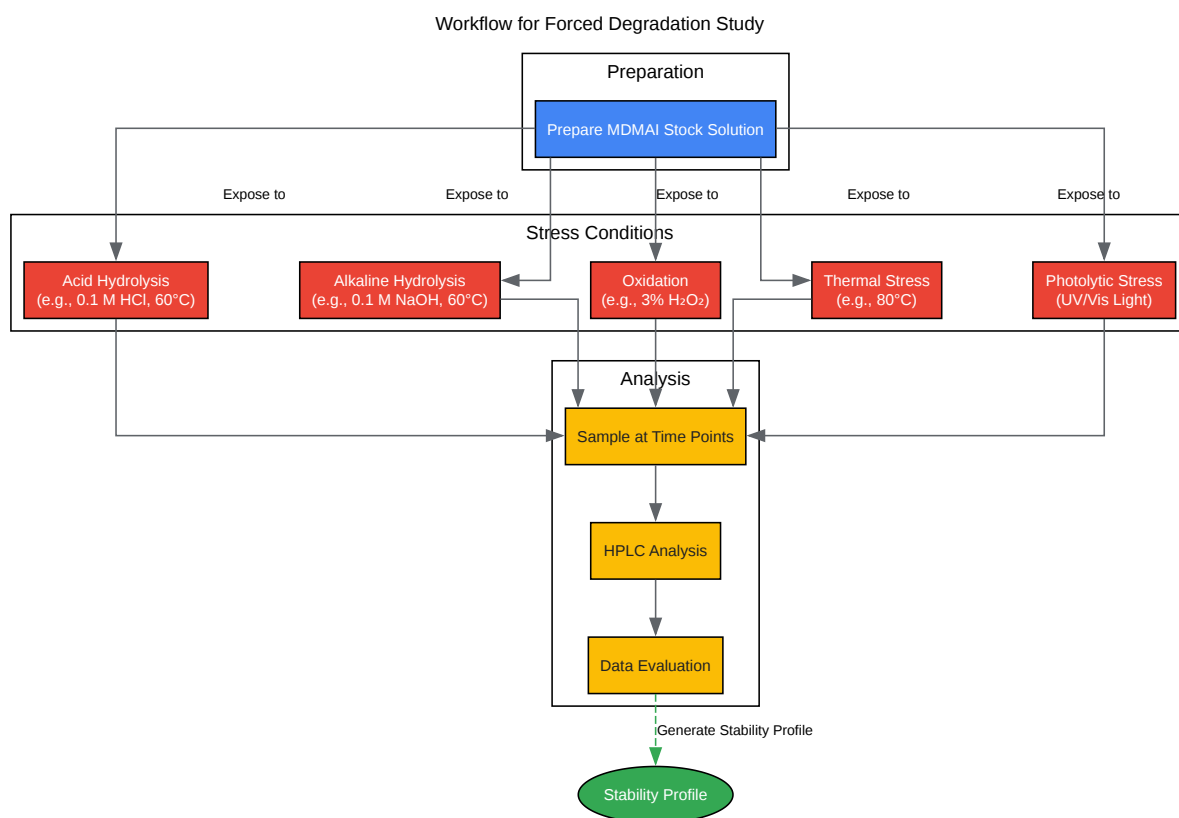 Workflow for Forced Degradation Study
Preparation
Prepare MDMAI Stock Solution
Expose to
Expose to
Expose to
Expose to
Expose to
Stress Conditions
Acid Hydrolysis
(e.g., 0.1 M HCl, 60°C)
Alkaline Hydrolysis
(e.g., 0.1 M NaOH, 60°C)
Oxidation
(e.g., 3% H₂O₂)
Thermal Stress
(e.g., 80°C)
Photolytic Stress
(UV/Vis Light)
Analysis
Sample at Time Points
HPLC Analysis
Data Evaluation
Generate Stability Profile
Stability Profile